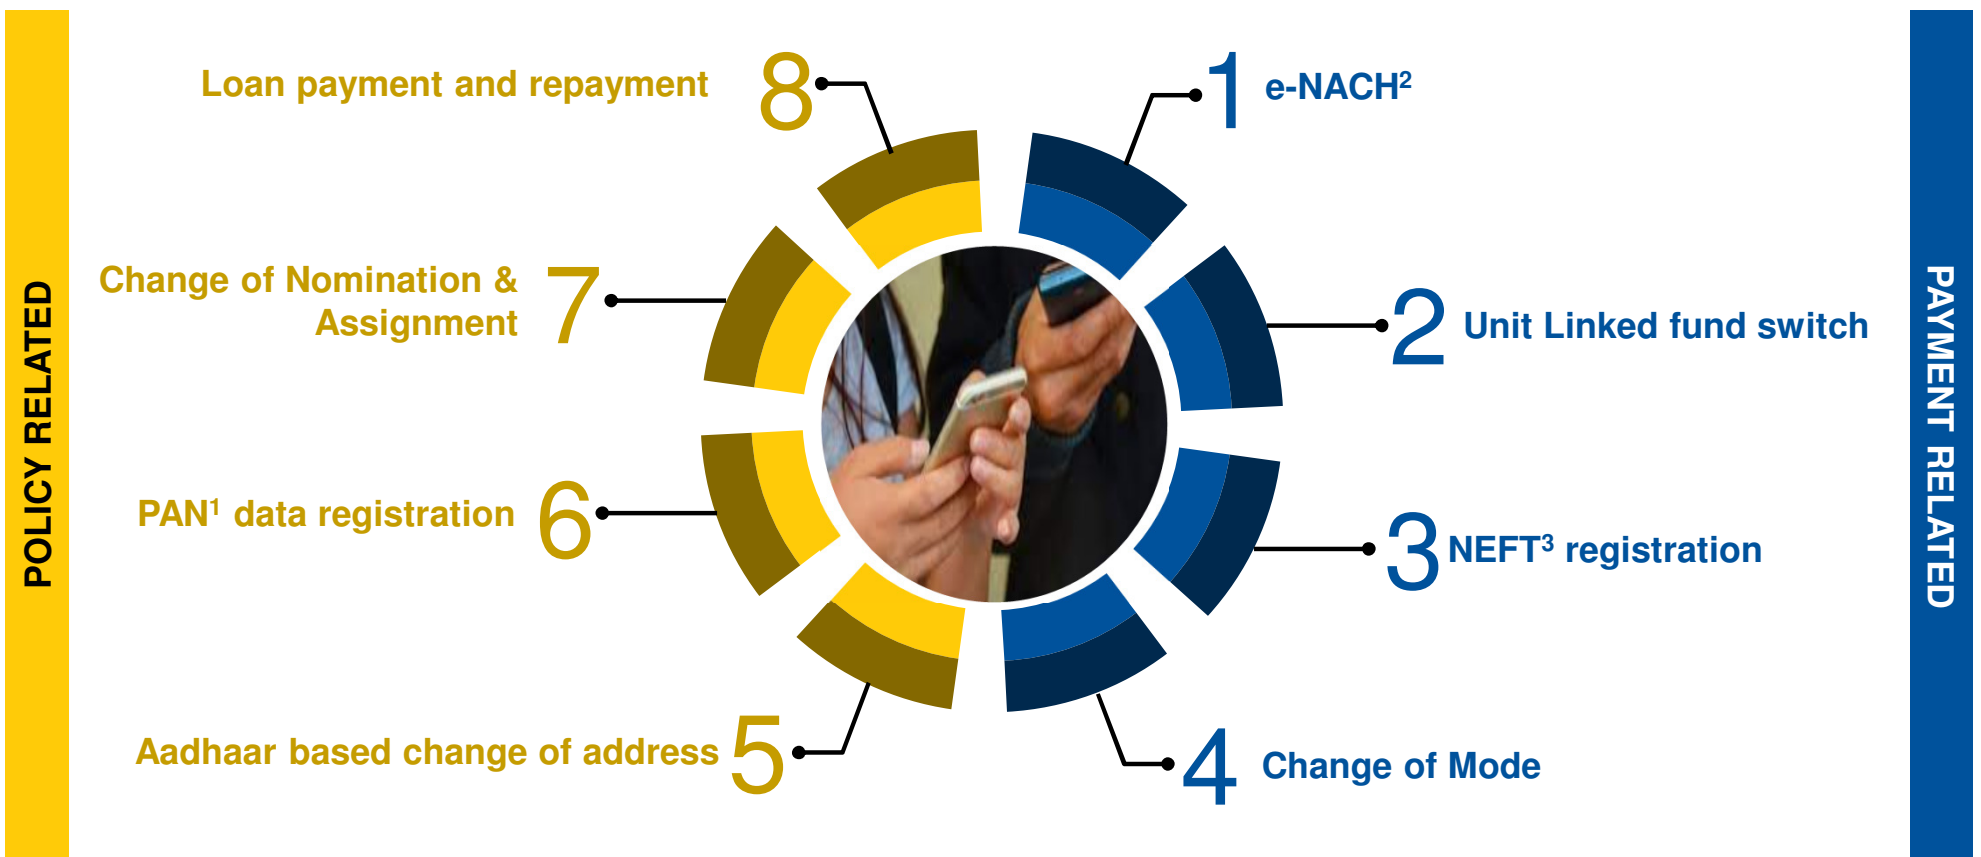 POLICY RELATED
Loan payment and repayment
8
Change of Nomination &
Assignment
7
PAN¹ data registration
6
Aadhaar based change of address
5
1
e-NACH²
2
Unit Linked fund switch
3
NEFT³ registration
4
Change of Mode
PAYMENT RELATED